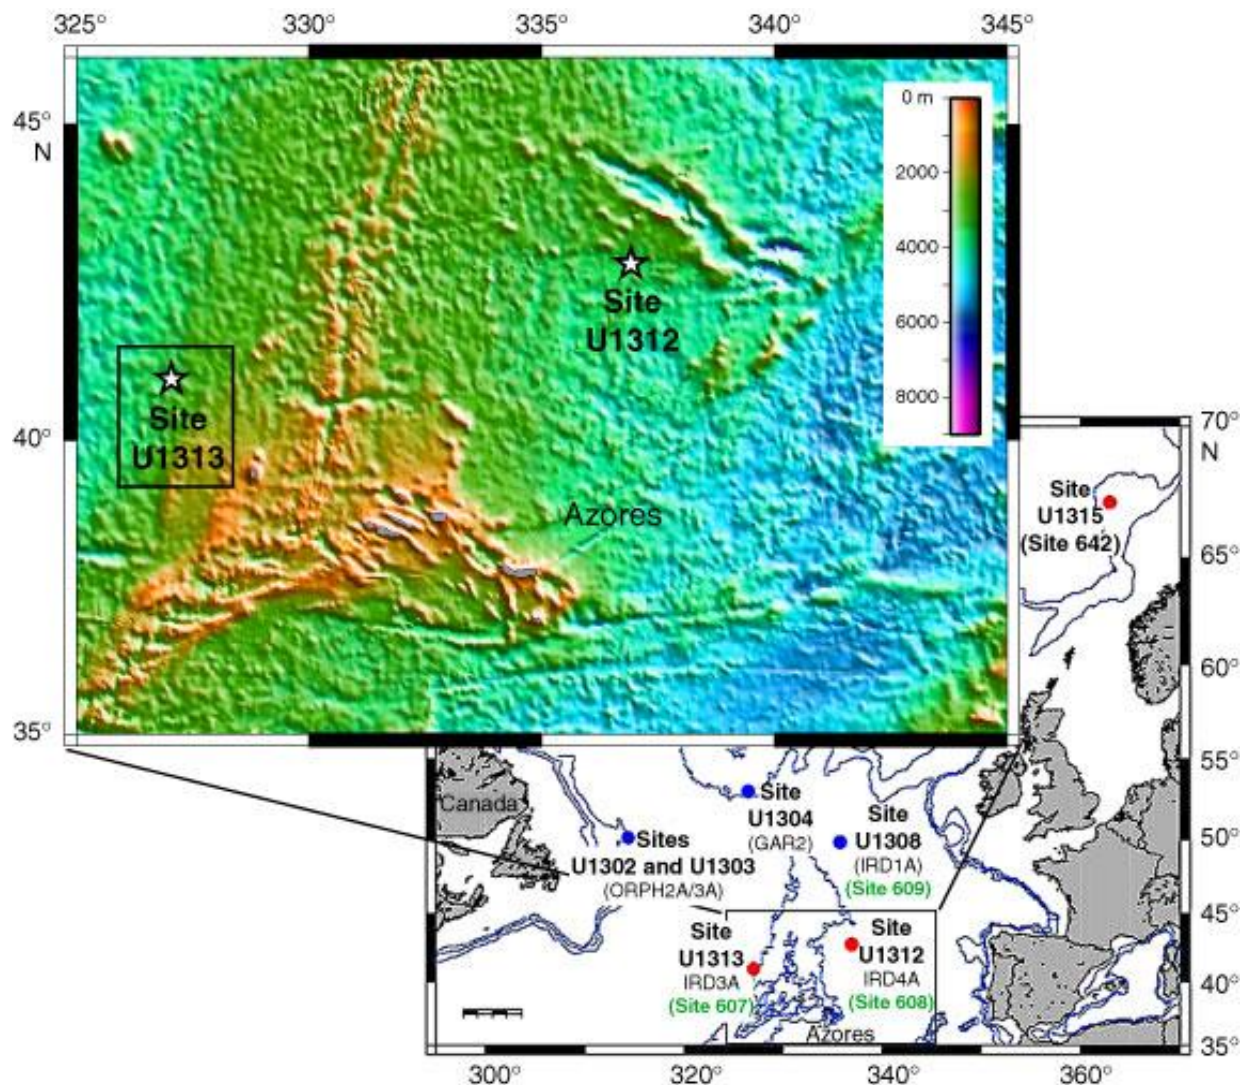 325° 330° 335° 340° 345°
45°
N
40°
35°
0 m
2000
4000
6000
8000
Site
U1312
Site
U1313
Azores
70°
N
65°
60°
55°
50°
45°
40°
35°
Site
U1315
(Site 642)
Canada
Sites
U1302 and U1303
(ORPH2A/3A)
Site
U1304
(GAR2)
Site
U1308
(IRD1A)
(Site 609)
Site
U1313
IRD3A
(Site 607)
Site
U1312
IRD4A
(Site 608)
Azores
300° 320° 340° 360°